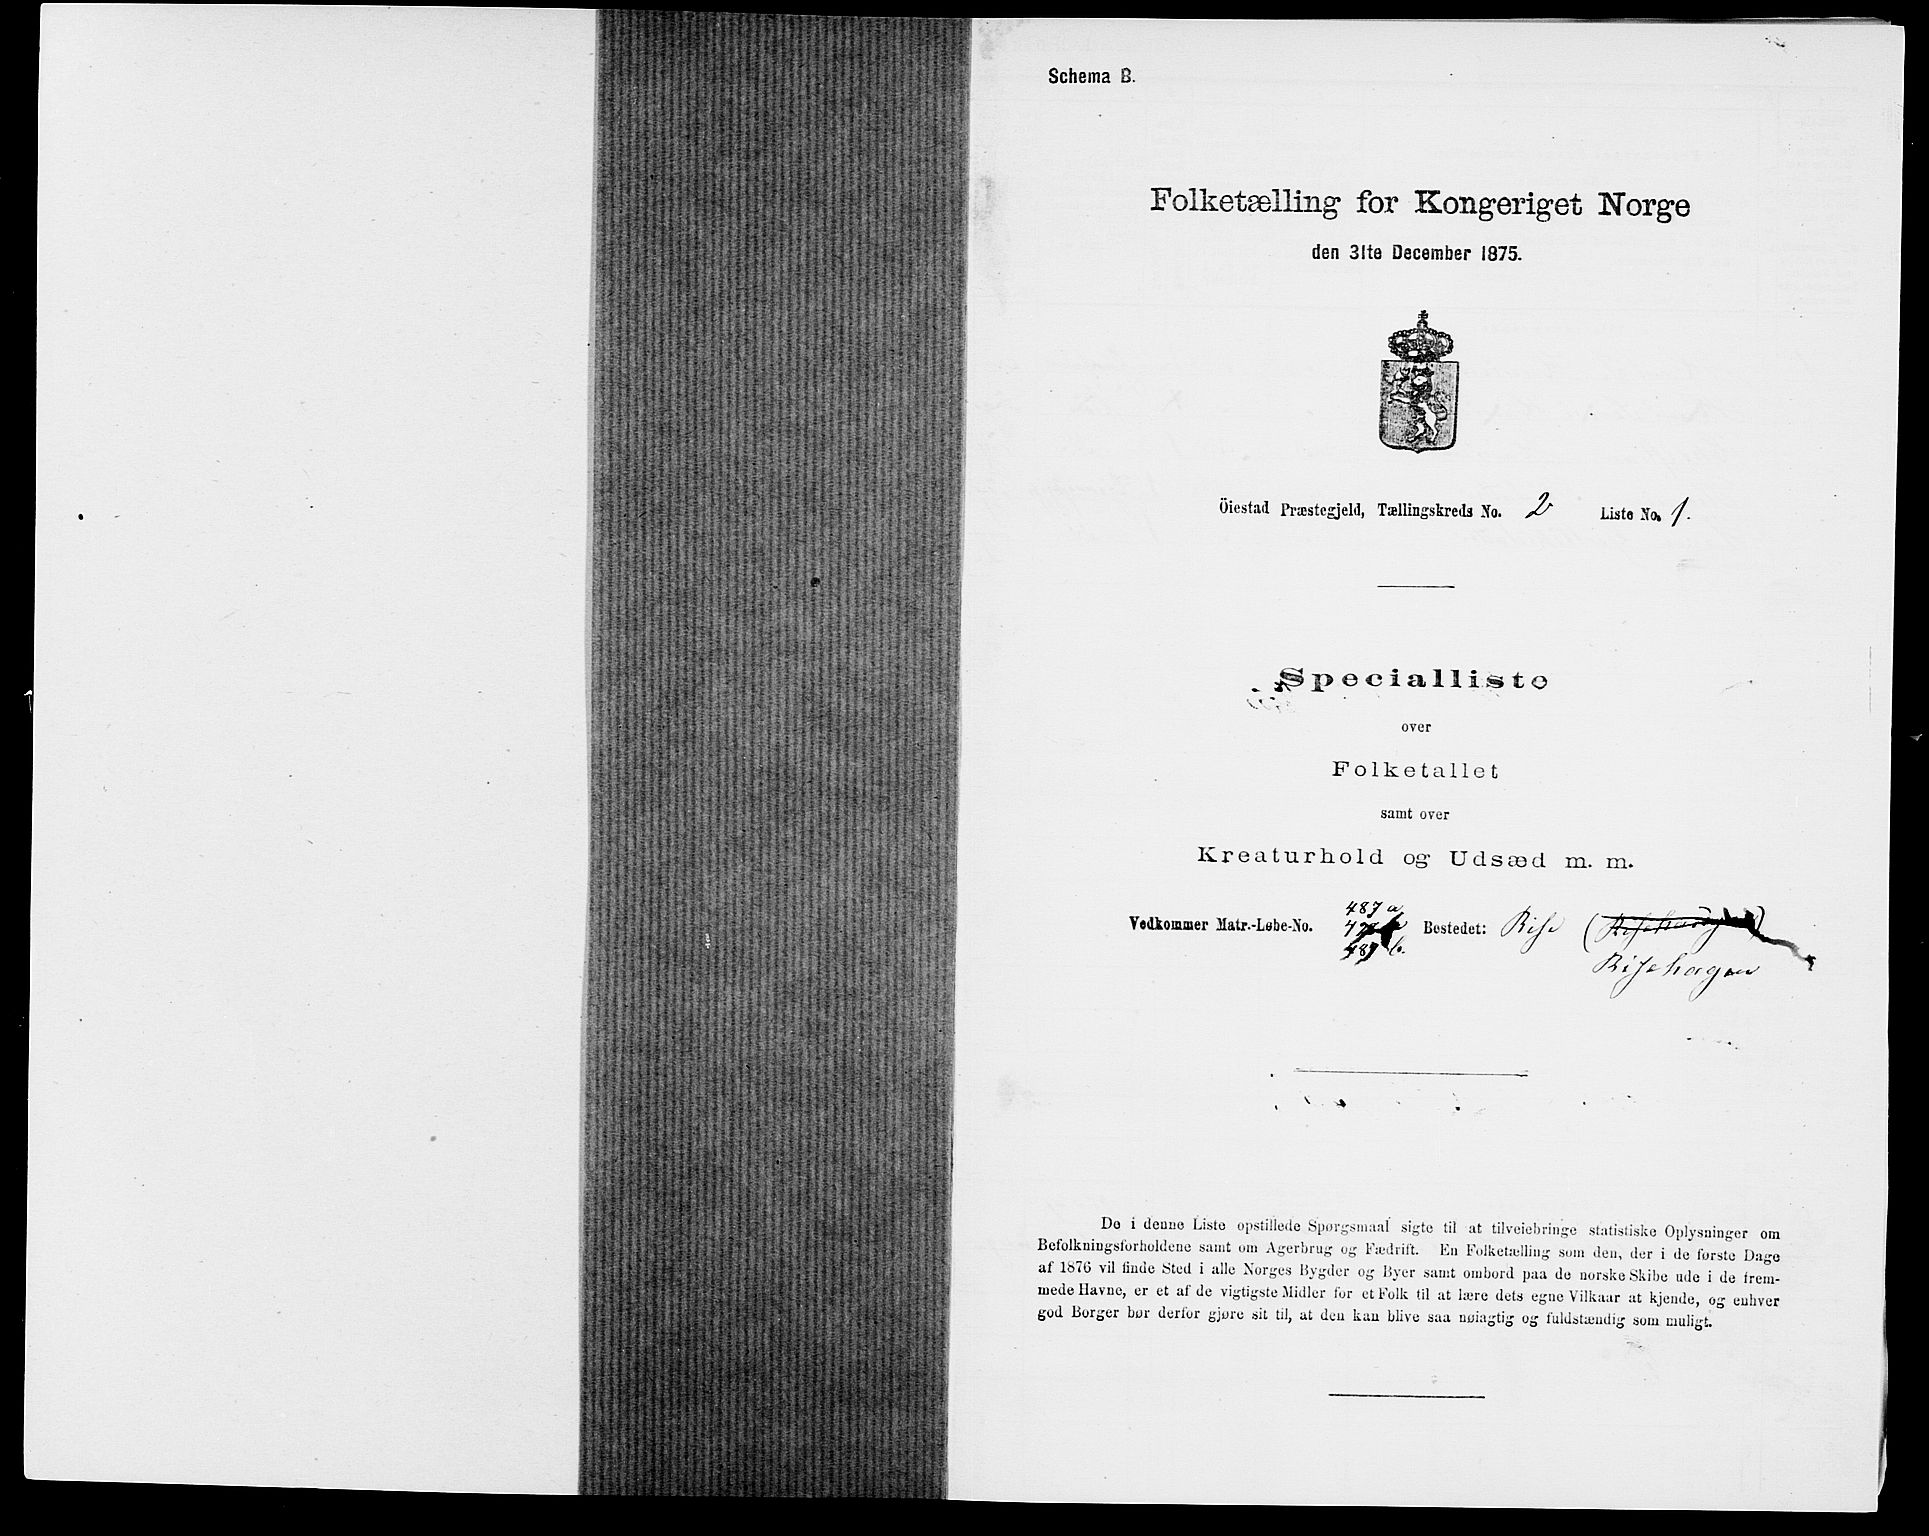 Schema B.
Folketælling for Kongeriget Norge
den 31te December 1875.
Öiestad Præstegjeld, Tællingskreds No. 2 Liste No. 1.
Specialliste
over
Folketallet
samt over
Kreaturhold og Udsæd m. m.
487 a
Vedkommer Matr.-Løbe-No. Bostedet: Rise
487 b.
Risehagen
De i denne Liste opstillede Spørgsmaal sigte til at tilveiebringe statistiske Oplysninger om
Befolkningsforholdene samt om Agerbrug og Fædrift. En Folketælling som den, der i de første Dage
af 1876 vil finde Sted i alle Norges Bygder og Byer samt ombord paa de norske Skibe ude i de frem-
mede Havne, er et af de vigtigste Midler for et Folk til at lære dets egne Vilkaar at kjende, og enhver
god Borger bør derfor gjøre sit til, at den kan blive saa nøiagtig og fuldstændig som muligt.